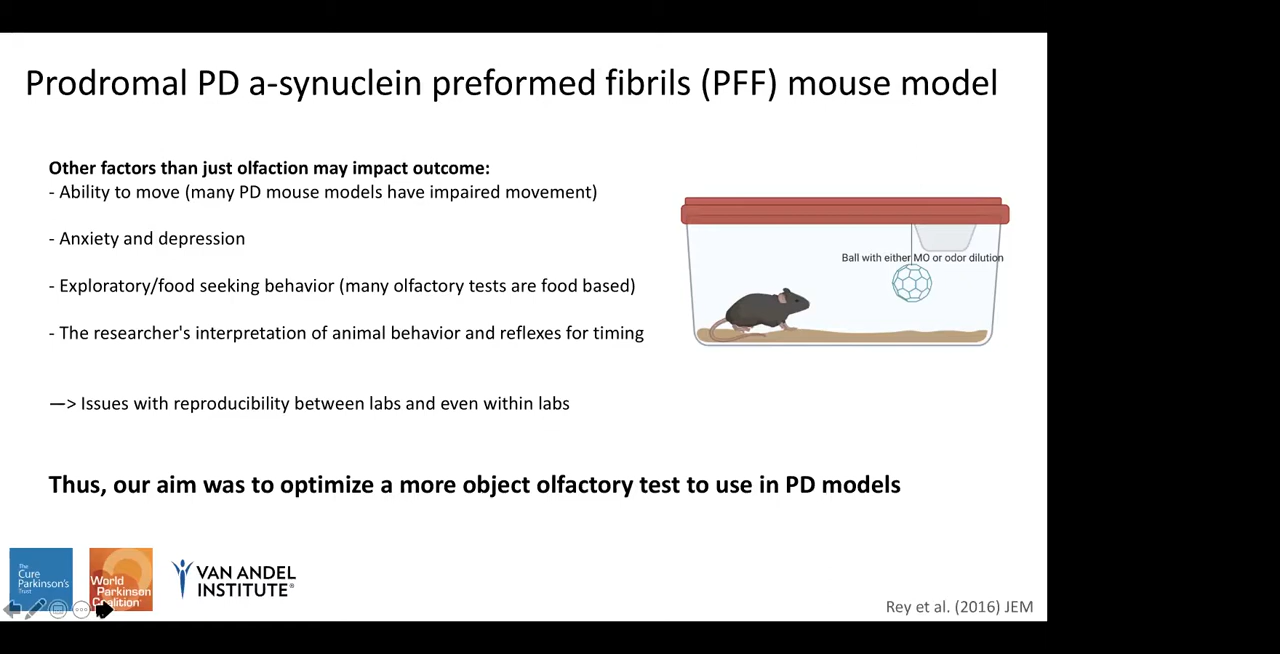 Prodromal PD a-synuclein preformed fibrils (PFF) mouse model
Other factors than just olfaction may impact outcome:
- Ability to move (many PD mouse models have impaired movement)
- Anxiety and depression
- Exploratory/food seeking behavior (many olfactory tests are food based)
- The researcher's interpretation of animal behavior and reflexes for timing
—> Issues with reproducibility between labs and even within labs
Ball with either MO or odor dilution
Thus, our aim was to optimize a more object olfactory test to use in PD models
The
Cure
Parkinson's
Trust
World
Parkinson
Coalition
VAN ANDEL
INSTITUTE®
Rey et al. (2016) JEM